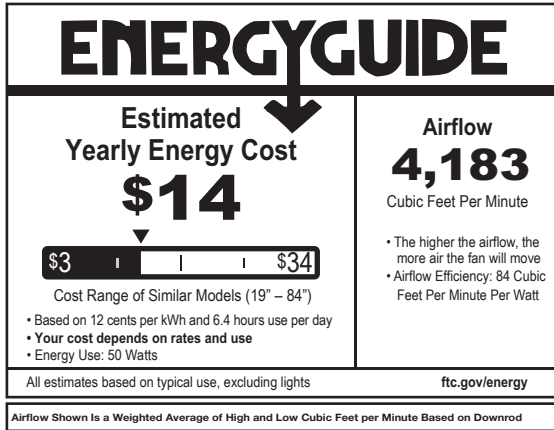 ENERGYGUIDE
Estimated
Yearly Energy Cost
$14
$3
$34
Cost Range of Similar Models (19” – 84”)
• Based on 12 cents per kWh and 6.4 hours use per day
• Your cost depends on rates and use
• Energy Use: 50 Watts
Airflow
4,183
Cubic Feet Per Minute
• The higher the airflow, the
more air the fan will move
• Airflow Efficiency: 84 Cubic
Feet Per Minute Per Watt
All estimates based on typical use, excluding lights
ftc.gov/energy
Airflow Shown Is a Weighted Average of High and Low Cubic Feet per Minute Based on Downrod